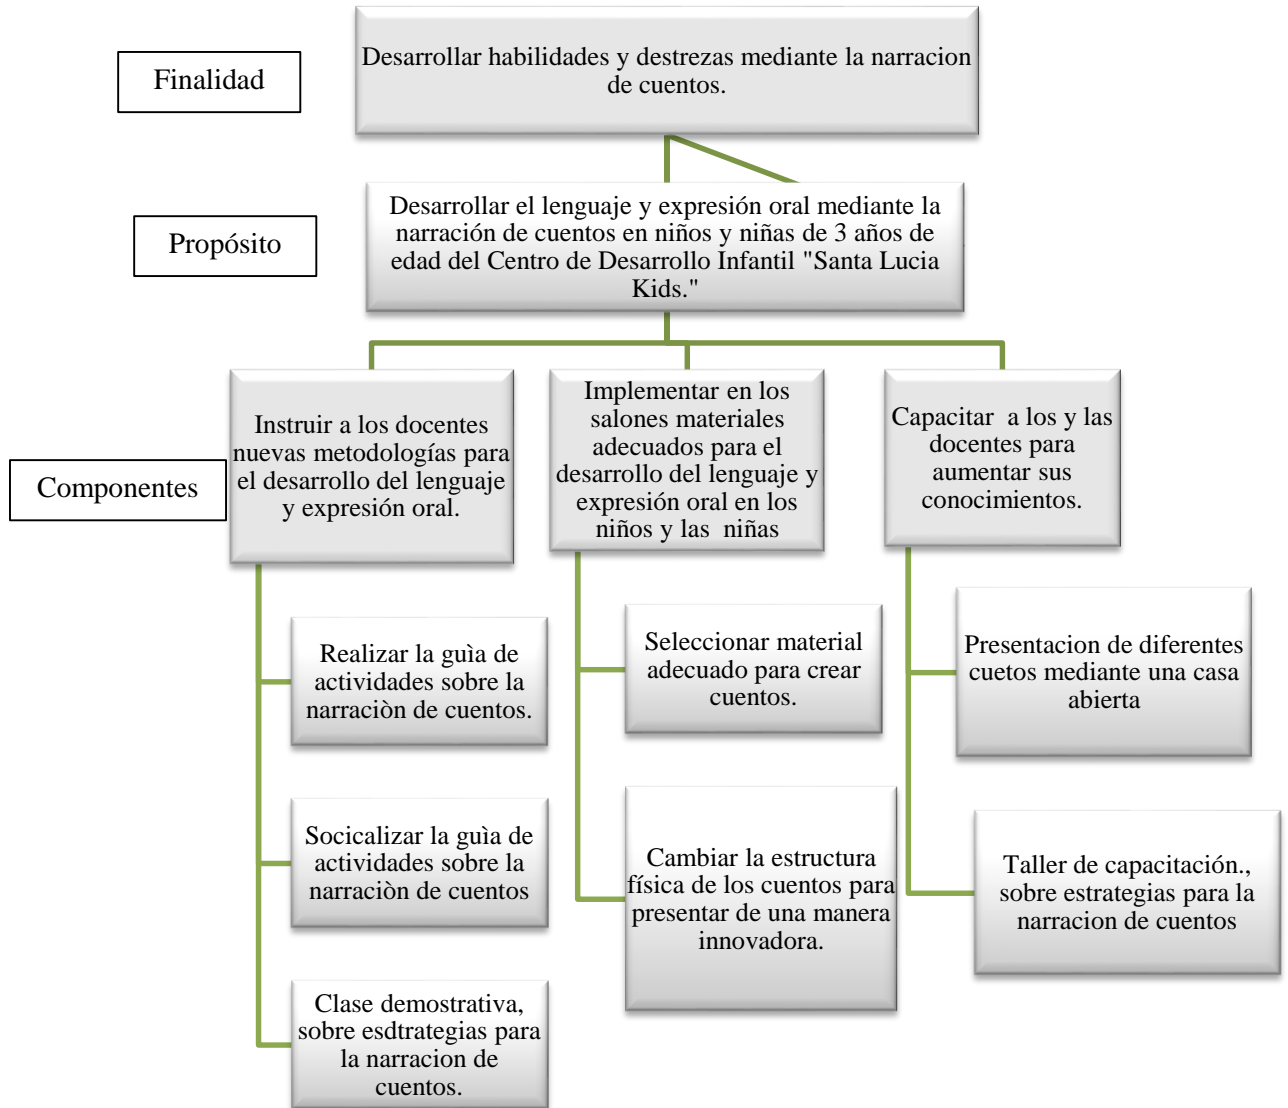 Finalidad
Desarrollar habilidades y destrezas mediante la narracion
de cuentos.
Propósito
Desarrollar el lenguaje y expresión oral mediante la
narración de cuentos en niños y niñas de 3 años de
edad del Centro de Desarrollo Infantil "Santa Lucia
Kids."
Componentes
Instruir a los docentes
nuevas metodologías para
el desarrollo del lenguaje
y expresión oral.
Implementar en los
salones materiales
adecuados para el
desarrollo del lenguaje y
expresión oral en los
niños y las niñas
Capacitar a los y las
docentes para
aumentar sus
conocimientos.
Realizar la guìa de
actividades sobre la
narraciòn de cuentos.
Socicalizar la guìa de
actividades sobre la
narraciòn de cuentos
Clase demostrativa,
sobre esdtrategias para
la narracion de
cuentos.
Seleccionar material
adecuado para crear
cuentos.
Cambiar la estructura
física de los cuentos para
presentar de una manera
innovadora.
Presentacion de diferentes
cuetos mediante una casa
abierta
Taller de capacitación.,
sobre estrategias para la
narracion de cuentos